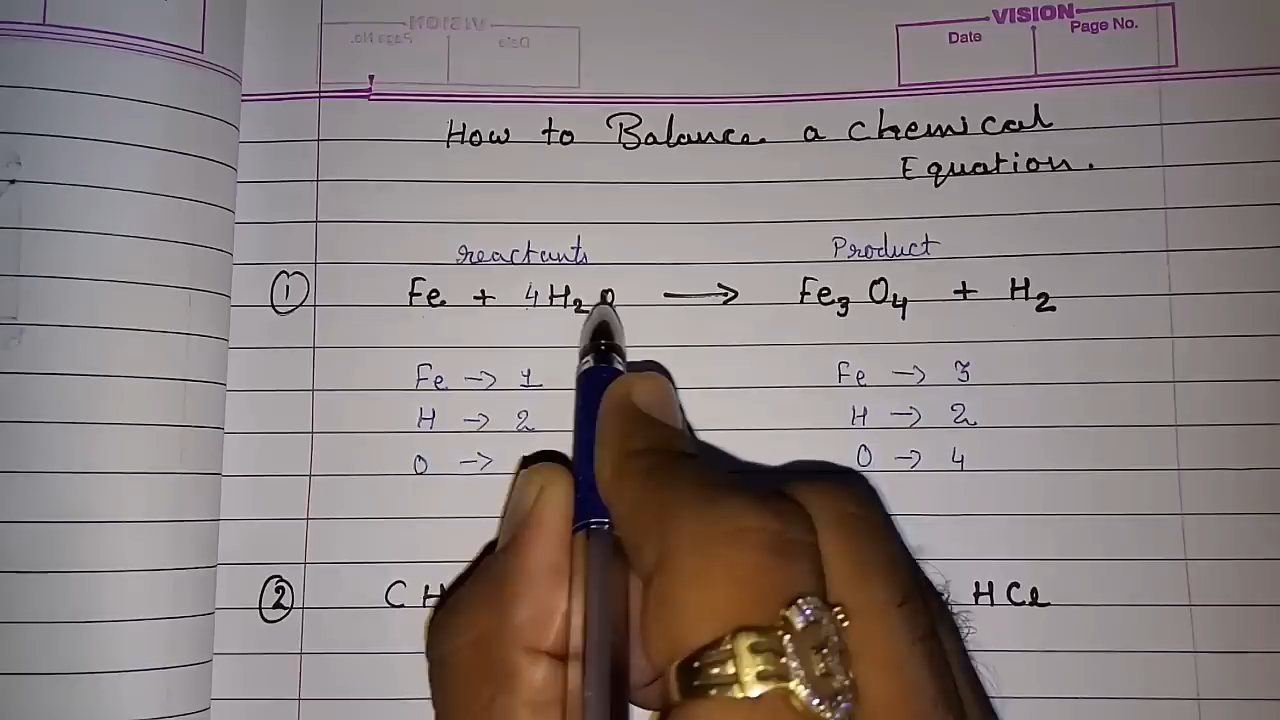 VISION
Date Page No.
How to Balance a chemical
Equation.
reactants Product
① Fe + 4H₂O → Fe₃O₄ + H₂
Fe → 1 Fe → 3
H → 2 H → 2
O → O → 4
② CH HCl